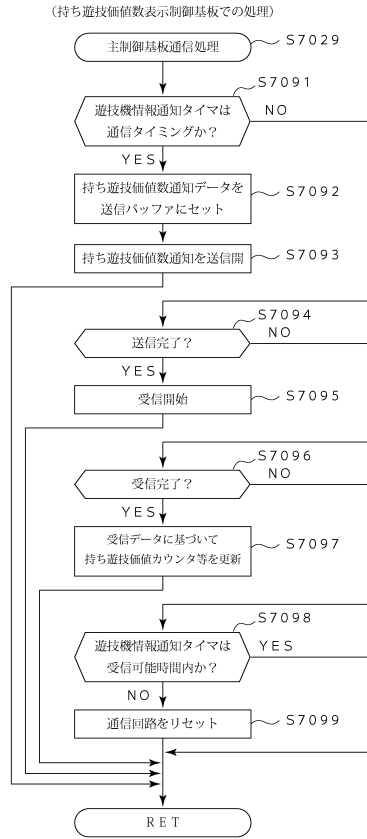 （持ち遊技価値数表示制御基板での処理）
主制御基板通信処理
S7029
S7091
遊技機情報通知タイマは
通信タイミングか？
NO
YES
持ち遊技価値数通知データを
送信バッファにセット
S7092
持ち遊技価値数通知を送信開
S7093
S7094
送信完了？
NO
YES
受信開始
S7095
S7096
受信完了？
NO
YES
受信データに基づいて
持ち遊技価値カウンタ等を更新
S7097
S7098
遊技機情報通知タイマは
受信可能時間内か？
YES
NO
通信回路をリセット
S7099
RET